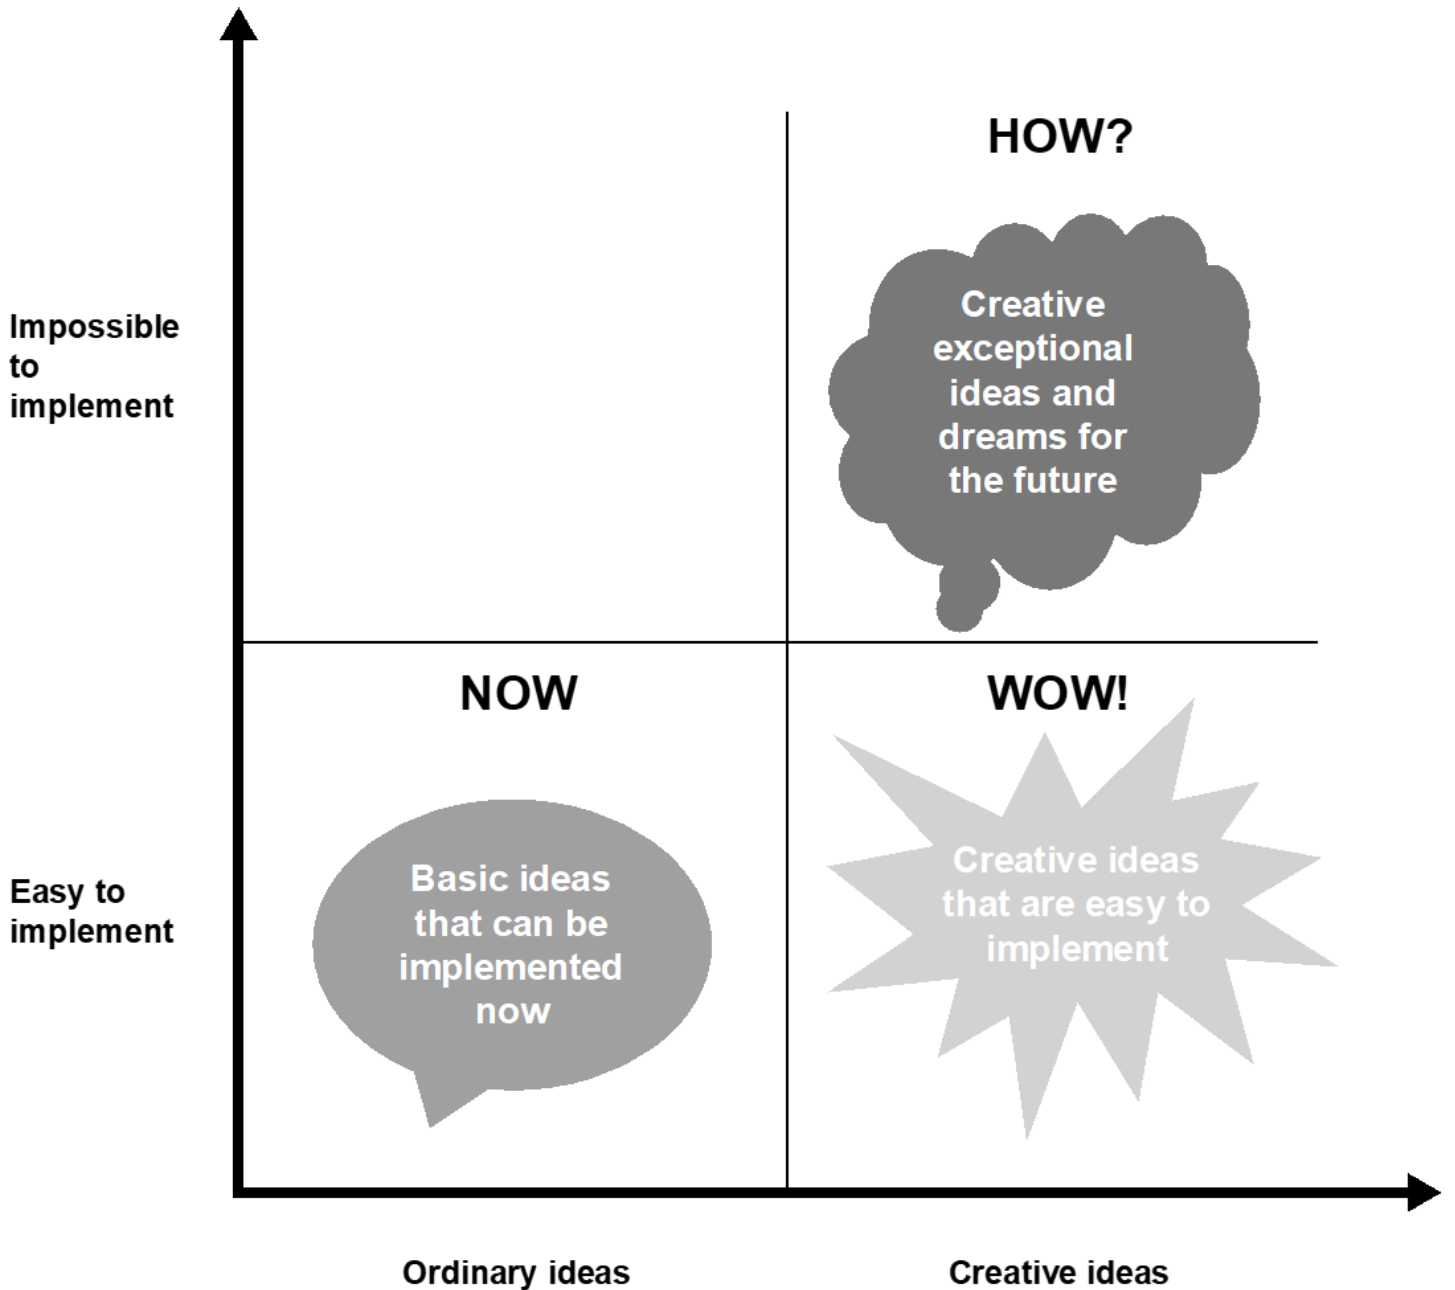 HOW?
Creative
exceptional
ideas and
dreams for
the future
Impossible
to
implement
NOW
WOW!
Basic ideas
that can be
implemented
now
Creative ideas
that are easy to
implement
Easy to
implement
Ordinary ideas
Creative ideas